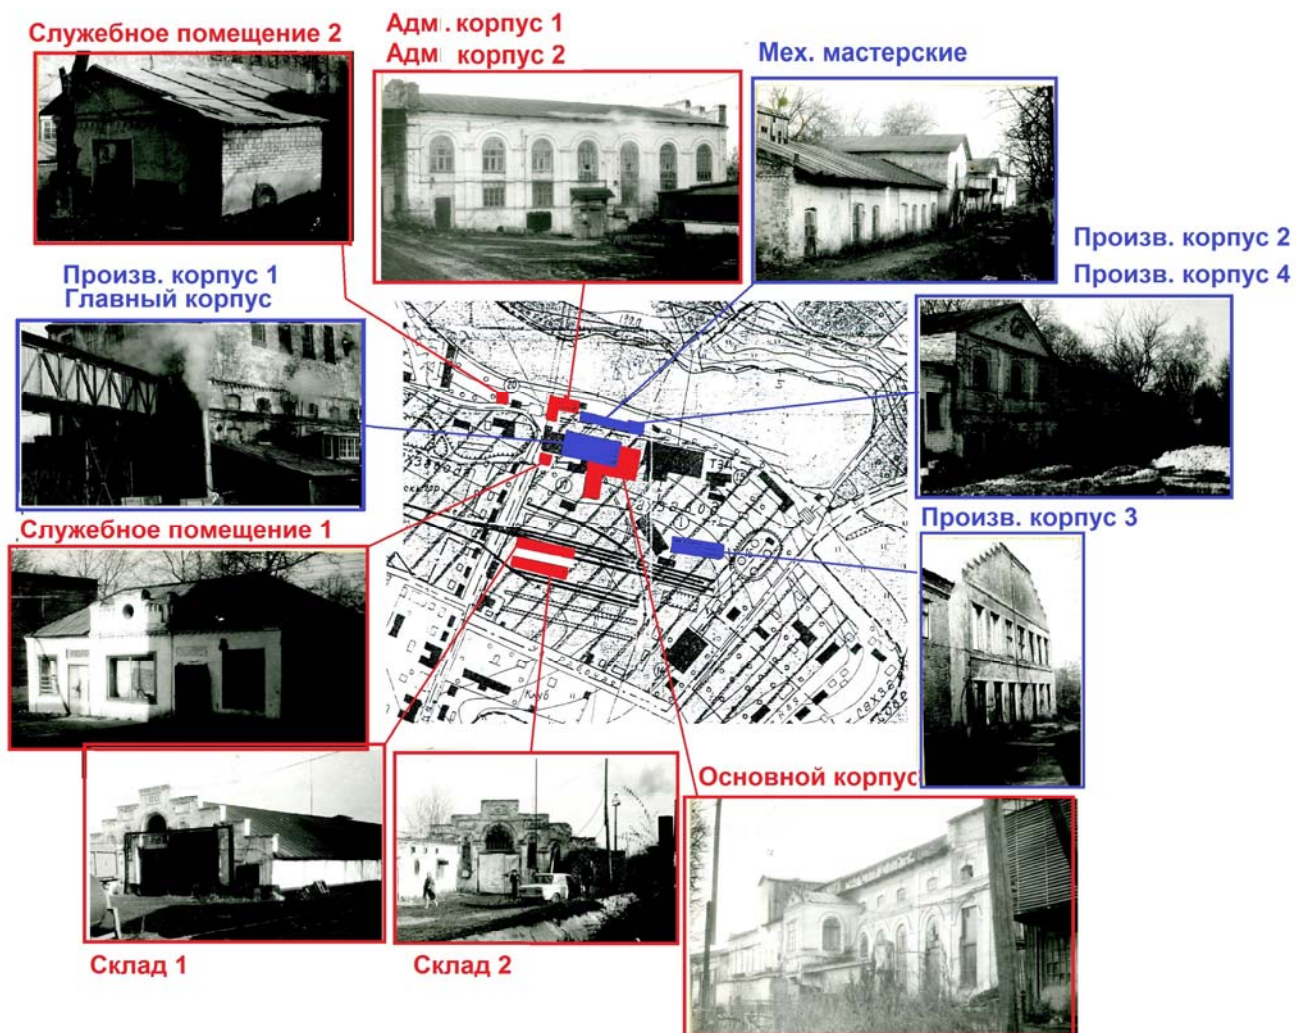 Служебное помещение 2
Адм. корпус 1
Адм корпус 2
Мех. мастерские
Произв. корпус 2
Произв. корпус 4
Произв. корпус 1
Главный корпус
Произв. корпус 3
Служебное помещение 1
Клуб
Основной корпус
Склад 1
Склад 2